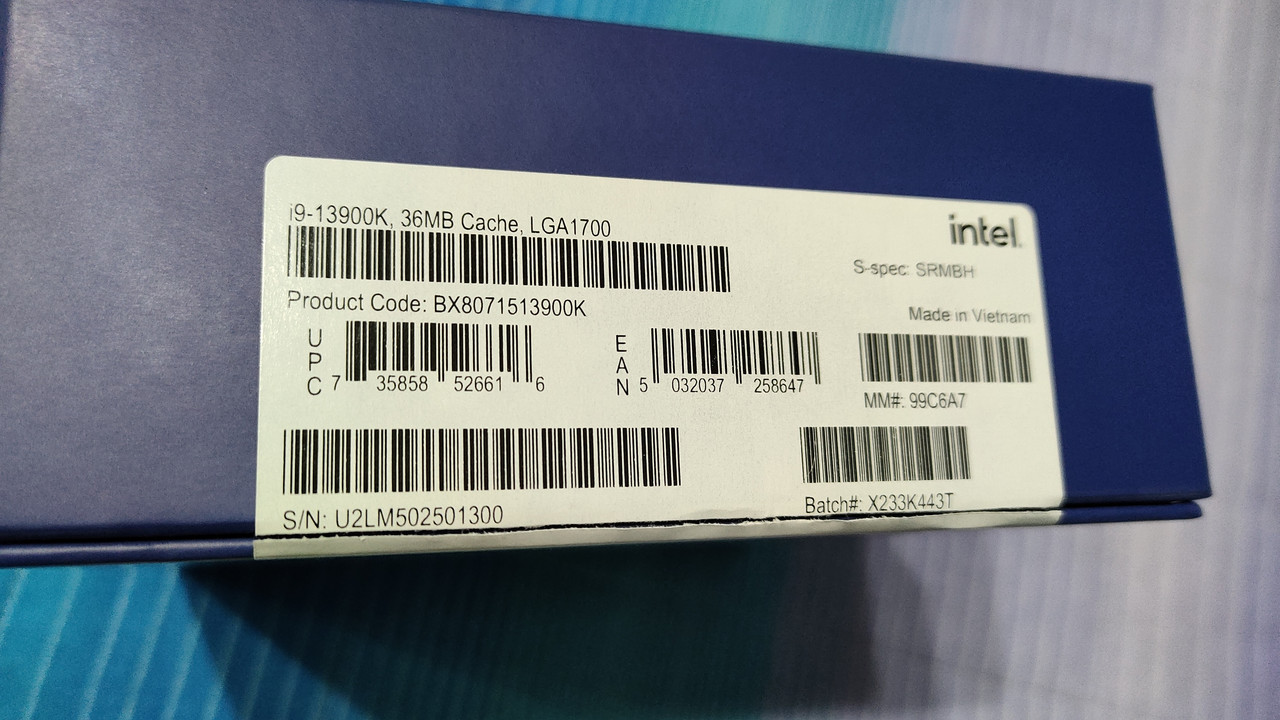 i9-13900K, 36MB Cache, LGA1700
intel.
S-spec: SRMBH
Product Code: BX8071513900K
Made in Vietnam
UPC 7 35858 52661 6
EAN 5 032037 258647
MM#: 99C6A7
S/N: U2LM502501300
Batch#: X233K443T